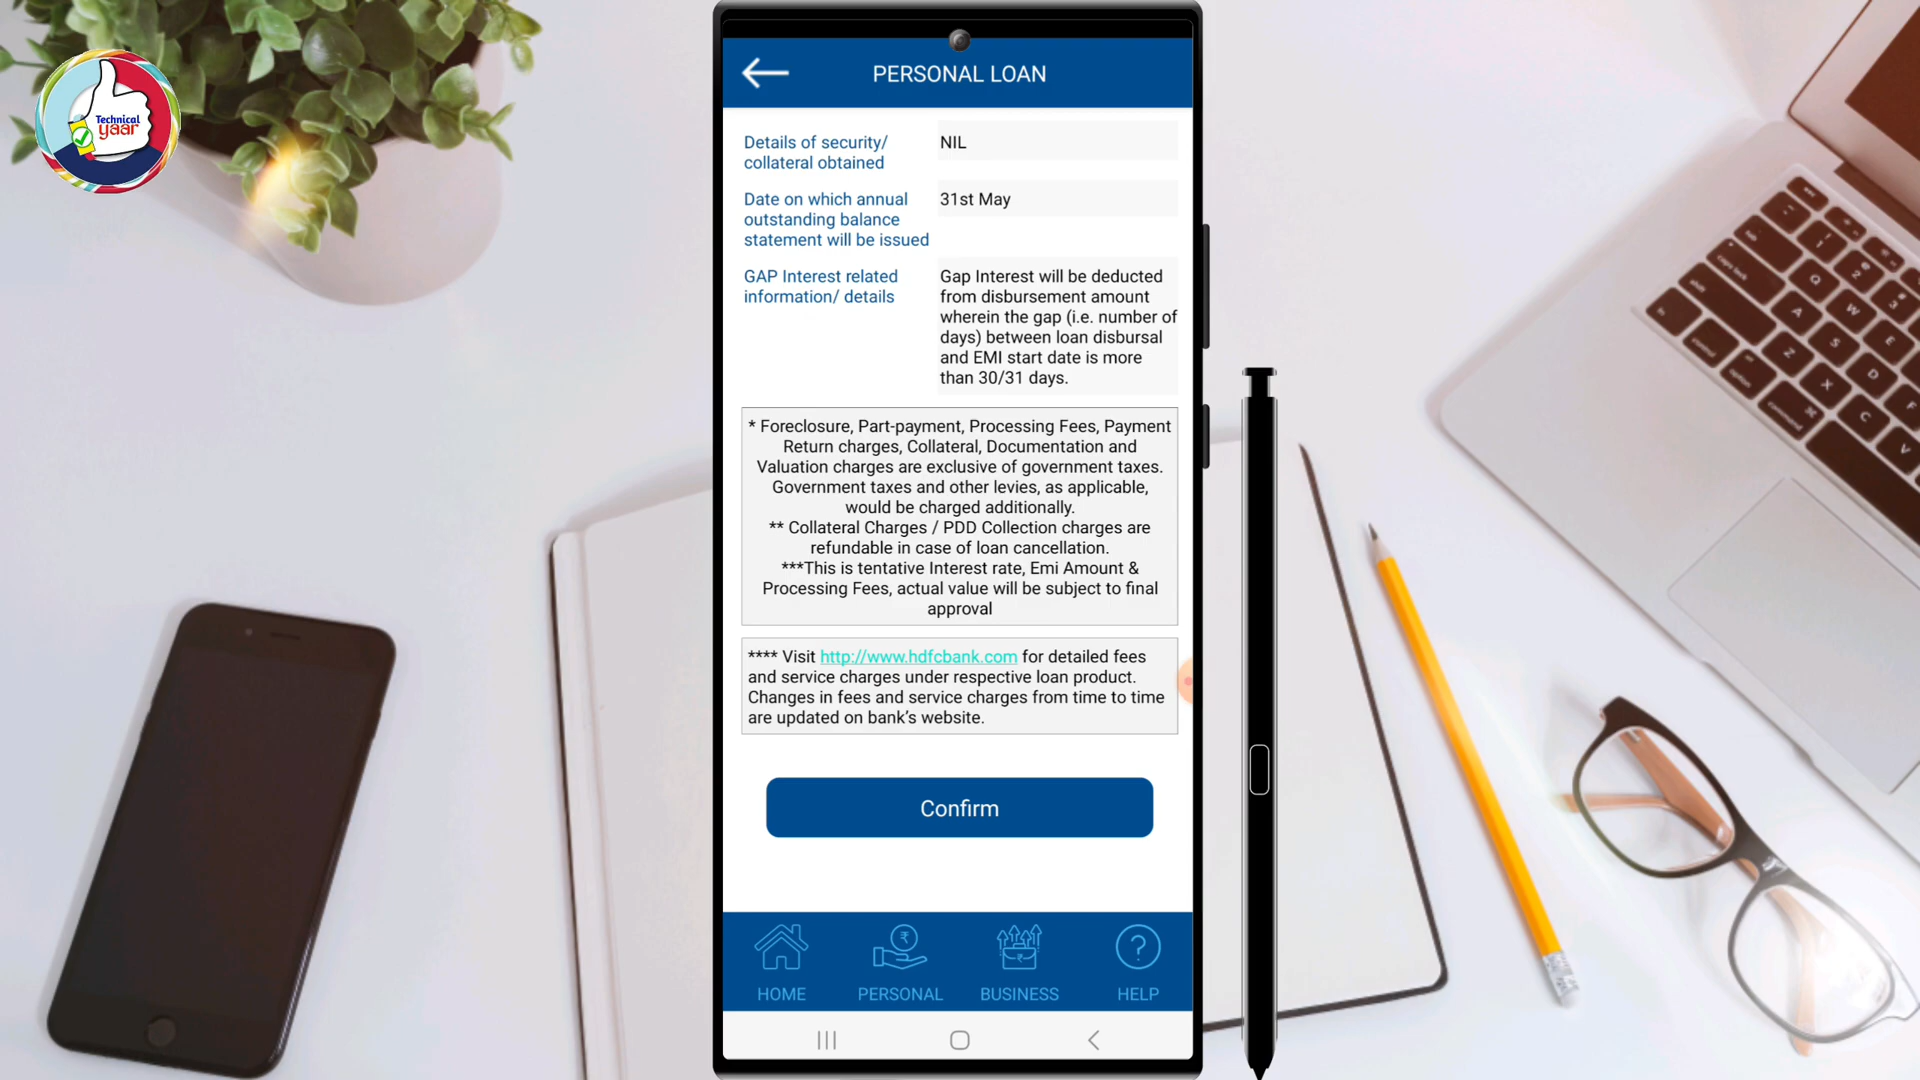 Technical
yaar
PERSONAL LOAN
Details of security/
collateral obtained
NIL
Date on which annual
outstanding balance
statement will be issued
31st May
GAP Interest related
information/ details
Gap Interest will be deducted
from disbursement amount
wherein the gap (i.e. number of
days) between loan disbursal
and EMI start date is more
than 30/31 days.
* Foreclosure, Part-payment, Processing Fees, Payment
Return charges, Collateral, Documentation and
Valuation charges are exclusive of government taxes.
Government taxes and other levies, as applicable,
would be charged additionally.
** Collateral Charges / PDD Collection charges are
refundable in case of loan cancellation.
***This is tentative Interest rate, Emi Amount &
Processing Fees, actual value will be subject to final
approval
**** Visit http://www.hdfcbank.com for detailed fees
and service charges under respective loan product.
Changes in fees and service charges from time to time
are updated on bank’s website.
Confirm
HOME
PERSONAL
BUSINESS
HELP